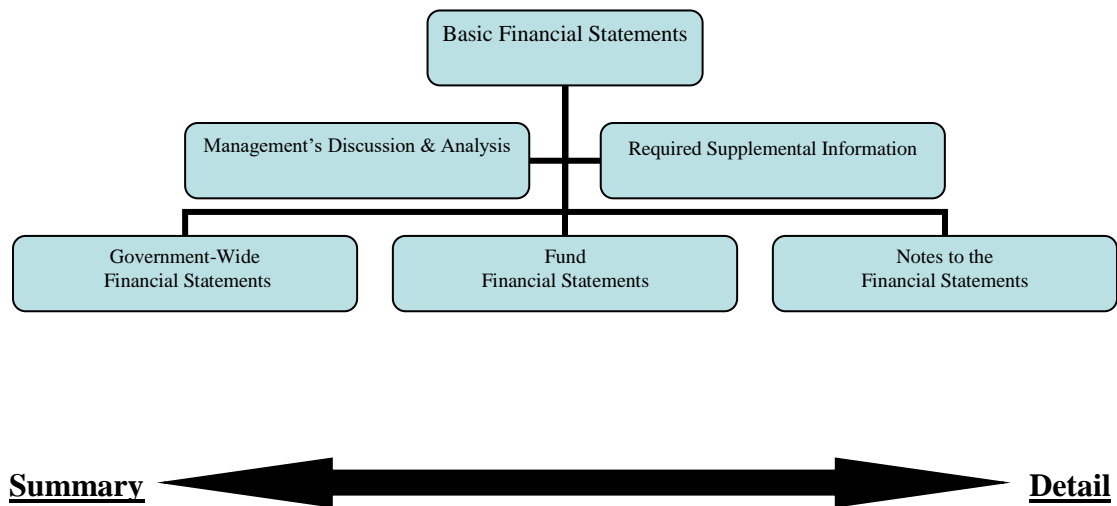 Basic Financial Statements
Management’s Discussion & Analysis
Required Supplemental Information
Government-Wide
Financial Statements
Fund
Financial Statements
Notes to the
Financial Statements
Summary
Detail